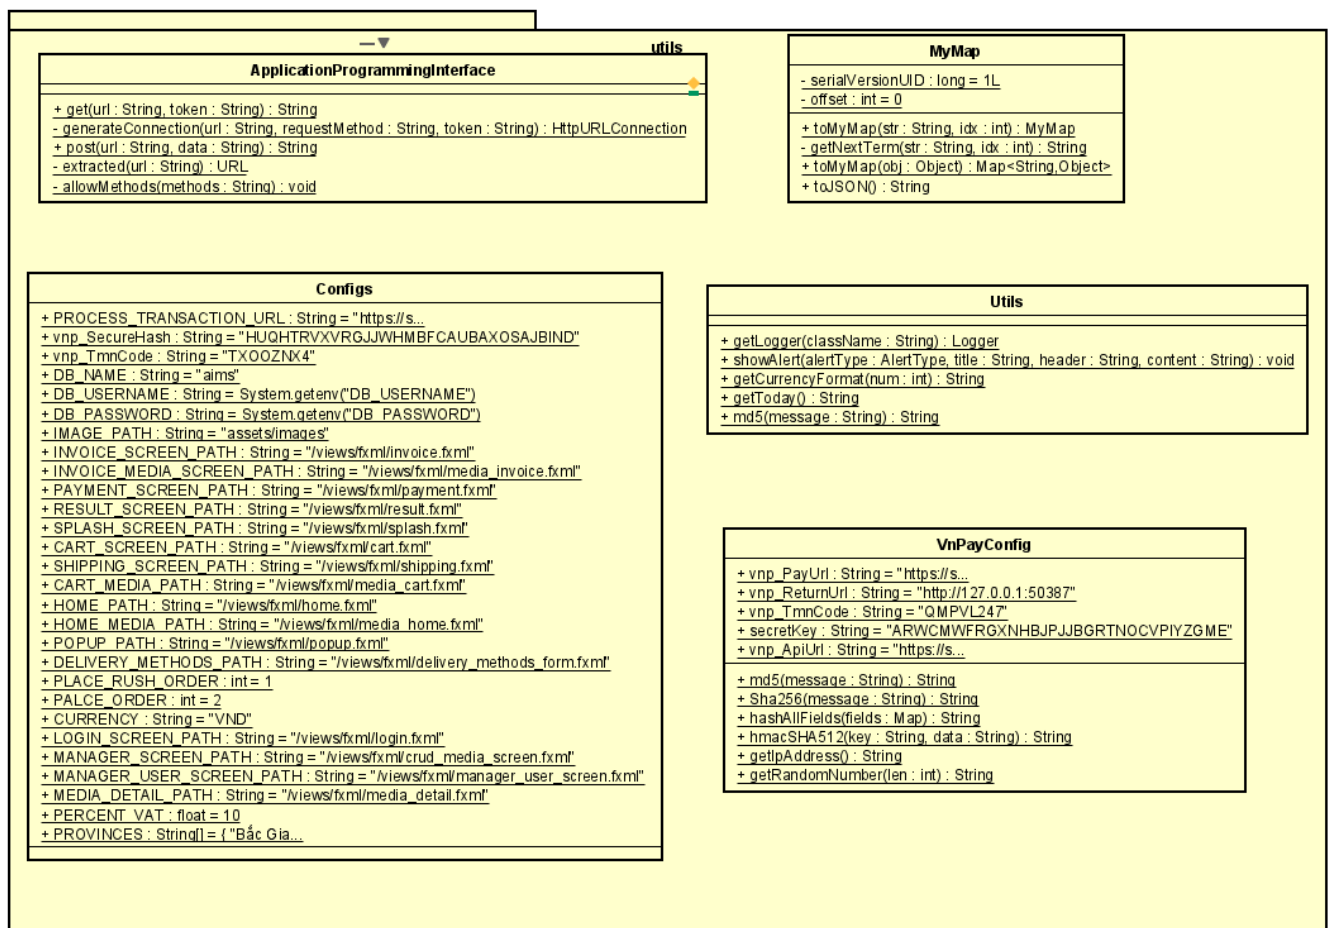 utils
ApplicationProgrammingInterface
+ get(url : String, token : String) : String
- generateConnection(url : String, requestMethod : String, token : String) : HttpURLConnection
+ post(url : String, data : String) : String
- extracted(url : String) : URL
- allowMethods(methods : String) : void
MyMap
- serialVersionUID : long = 1L
- offset : int = 0
+ toMyMap(str : String, idx : int) : MyMap
- getNextTerm(str : String, idx : int) : String
+ toMyMap(obj : Object) : Map<String,Object>
+ toJSON() : String
Configs
+ PROCESS_TRANSACTION_URL : String = "https://s...
+ vnp_SecureHash : String = "HUQHTRVXVRGJJWHMBFCAUBAXOSAJBIND"
+ vnp_TmnCode : String = "TXOOZNX4"
+ DB_NAME : String = "aims"
+ DB_USERNAME : String = System.getenv("DB_USERNAME")
+ DB_PASSWORD : String = System.getenv("DB_PASSWORD")
+ IMAGE_PATH : String = "assets/images"
+ INVOICE_SCREEN_PATH : String = "/views/fxml/invoice.fxml"
+ INVOICE_MEDIA_SCREEN_PATH : String = "/views/fxml/media_invoice.fxml"
+ PAYMENT_SCREEN_PATH : String = "/views/fxml/payment.fxml"
+ RESULT_SCREEN_PATH : String = "/views/fxml/result.fxml"
+ SPLASH_SCREEN_PATH : String = "/views/fxml/splash.fxml"
+ CART_SCREEN_PATH : String = "/views/fxml/cart.fxml"
+ SHIPPING_SCREEN_PATH : String = "/views/fxml/shipping.fxml"
+ CART_MEDIA_PATH : String = "/views/fxml/media_cart.fxml"
+ HOME_PATH : String = "/views/fxml/home.fxml"
+ HOME_MEDIA_PATH : String = "/views/fxml/media_home.fxml"
+ POPUP_PATH : String = "/views/fxml/popup.fxml"
+ DELIVERY_METHODS_PATH : String = "/views/fxml/delivery_methods_form.fxml"
+ PLACE_RUSH_ORDER : int = 1
+ PALCE_ORDER : int = 2
+ CURRENCY : String = "VND"
+ LOGIN_SCREEN_PATH : String = "/views/fxml/login.fxml"
+ MANAGER_SCREEN_PATH : String = "/views/fxml/crud_media_screen.fxml"
+ MANAGER_USER_SCREEN_PATH : String = "/views/fxml/manager_user_screen.fxml"
+ MEDIA_DETAIL_PATH : String = "/views/fxml/media_detail.fxml"
+ PERCENT_VAT : float = 10
+ PROVINCES : String[] = { "Bắc Gia...
Utils
+ getLogger(className : String) : Logger
+ showAlert(alertType : AlertType, title : String, header : String, content : String) : void
+ getCurrencyFormat(num : int) : String
+ getToday() : String
+ md5(message : String) : String
VnPayConfig
+ vnp_PayUrl : String = "https://s...
+ vnp_ReturnUrl : String = "http://127.0.0.1:50387"
+ vnp_TmnCode : String = "QMPVL247"
+ secretKey : String = "ARWCMWFRGXNHBJPJJBGRTNOCVPIYZGME"
+ vnp_ApiUrl : String = "https://s...
+ md5(message : String) : String
+ Sha256(message : String) : String
+ hashAllFields(fields : Map) : String
+ hmacSHA512(key : String, data : String) : String
+ getIpAddress() : String
+ getRandomNumber(len : int) : String